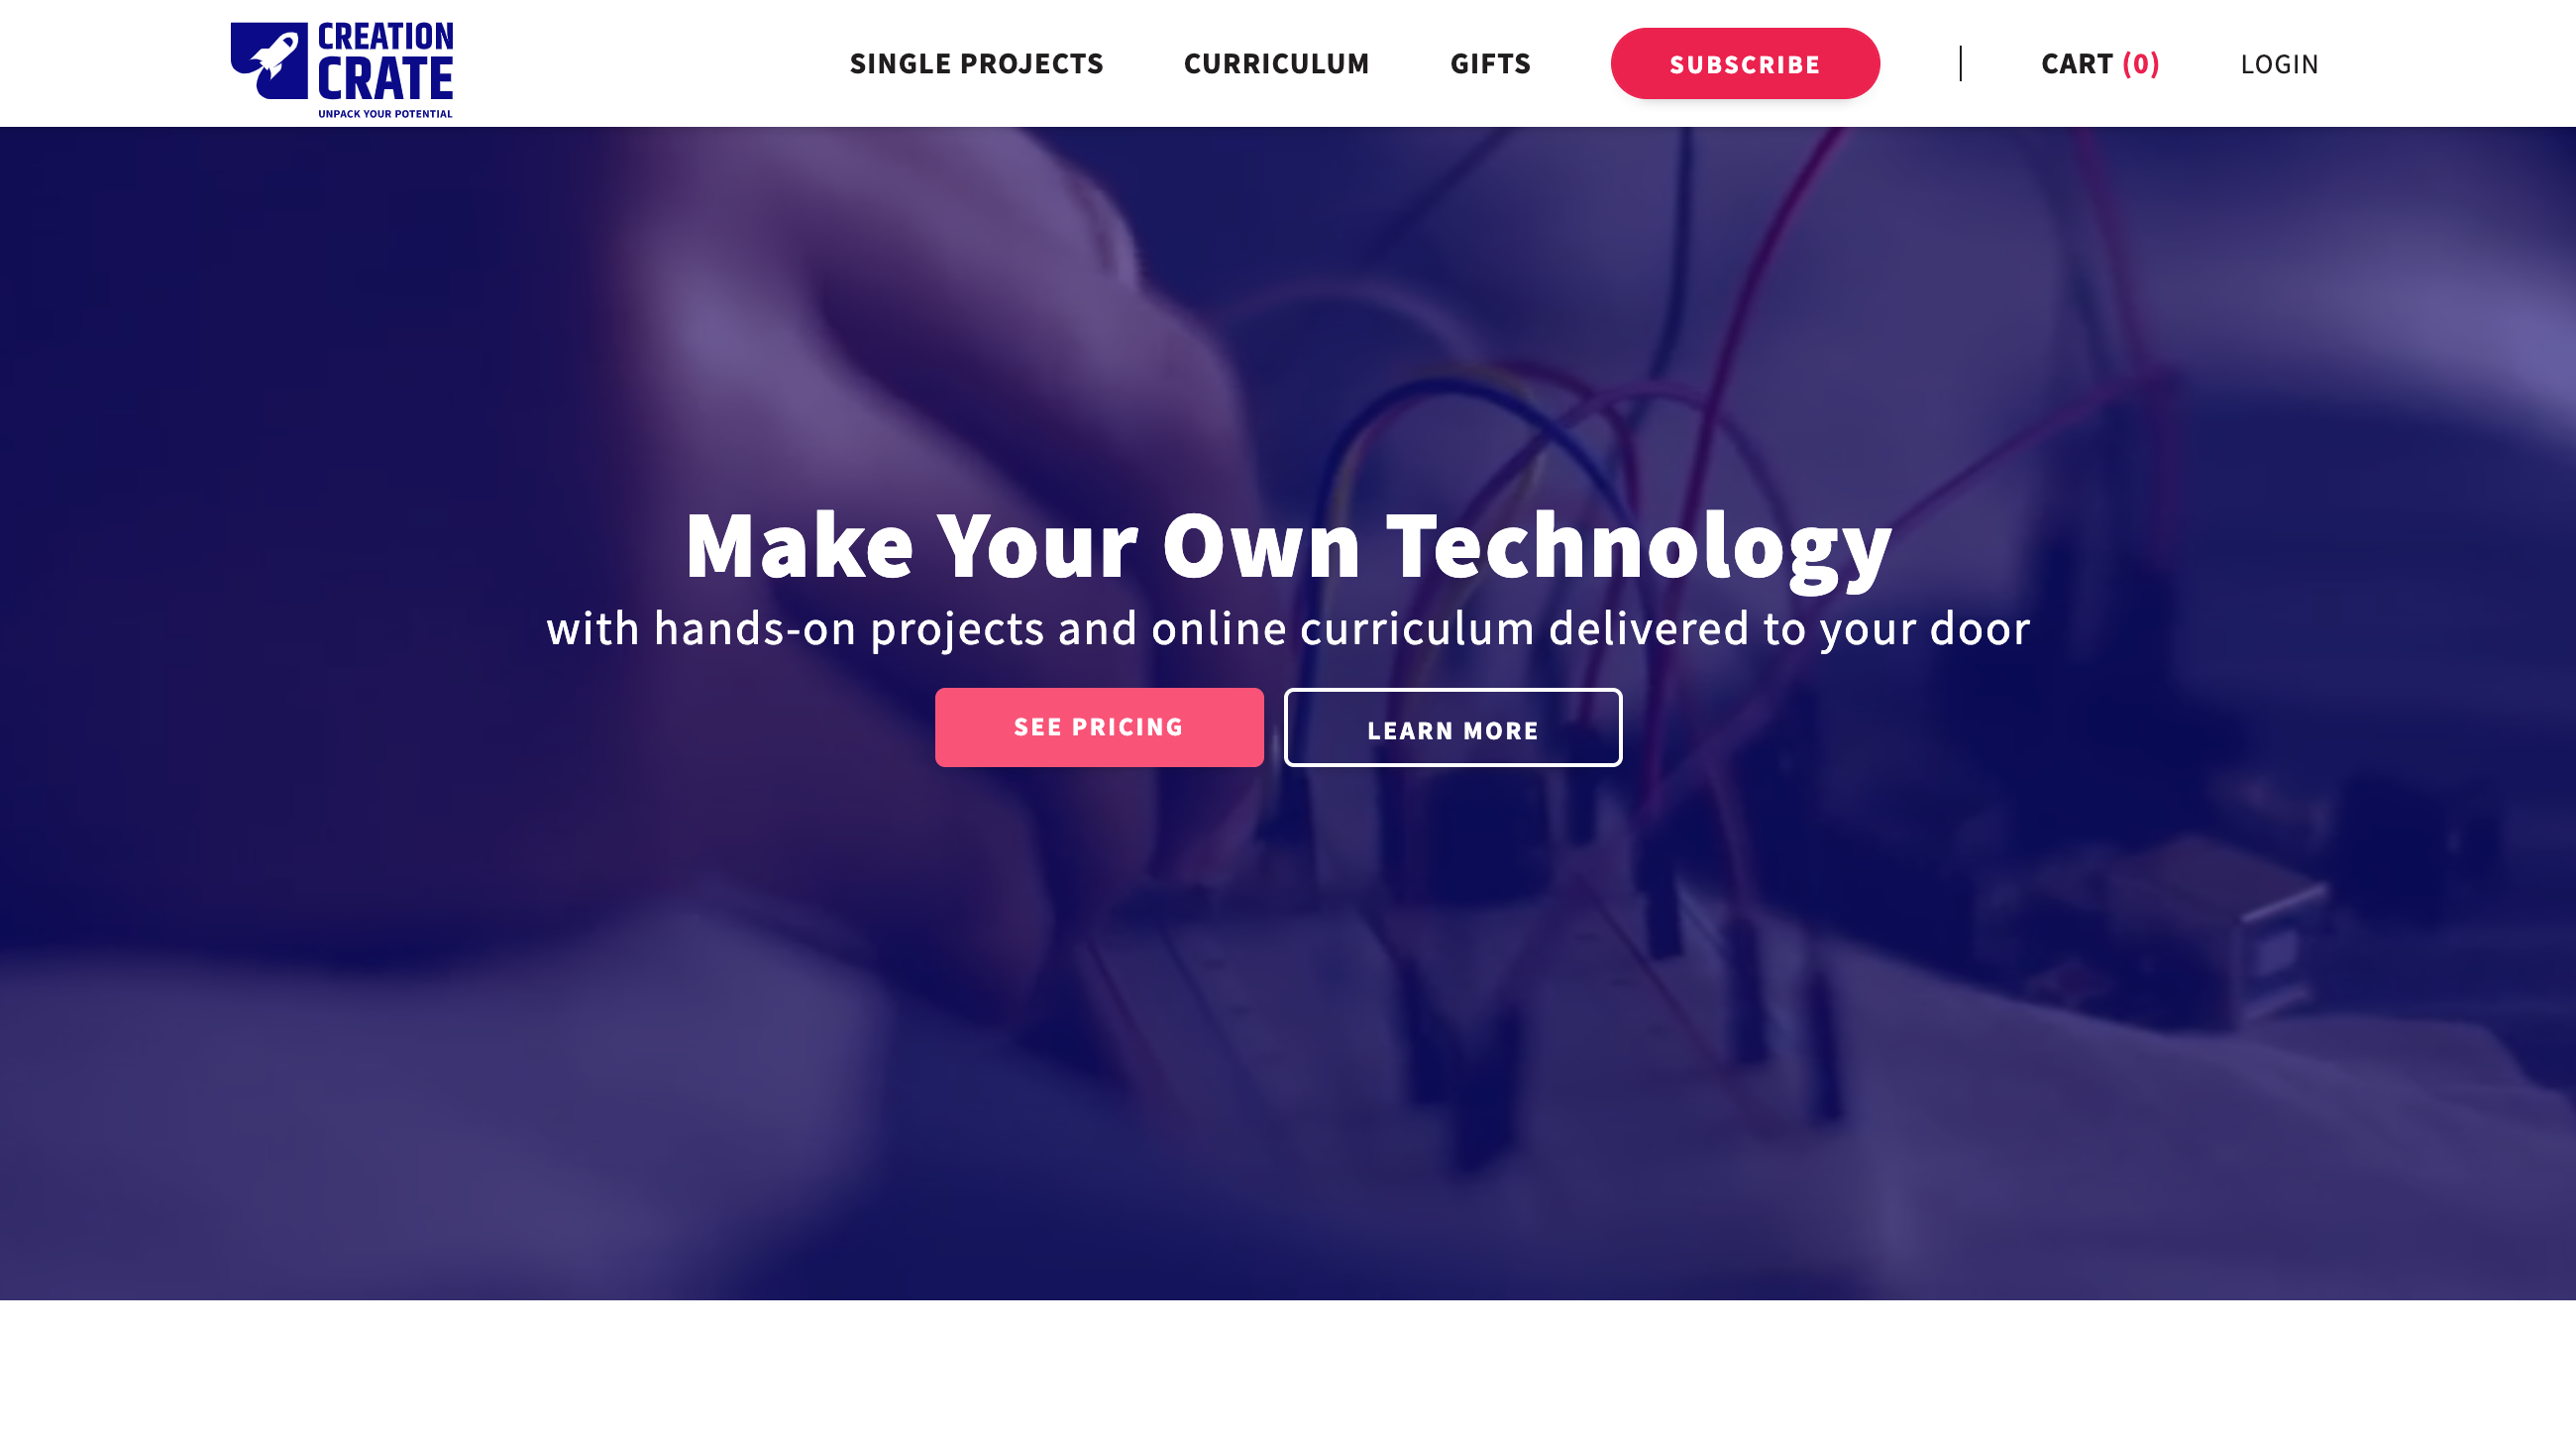 CREATION
CRATE
UNPACK YOUR POTENTIAL
SINGLE PROJECTS
CURRICULUM
GIFTS
SUBSCRIBE
CART (0)
LOGIN
Make Your Own Technology
with hands-on projects and online curriculum delivered to your door
SEE PRICING
LEARN MORE